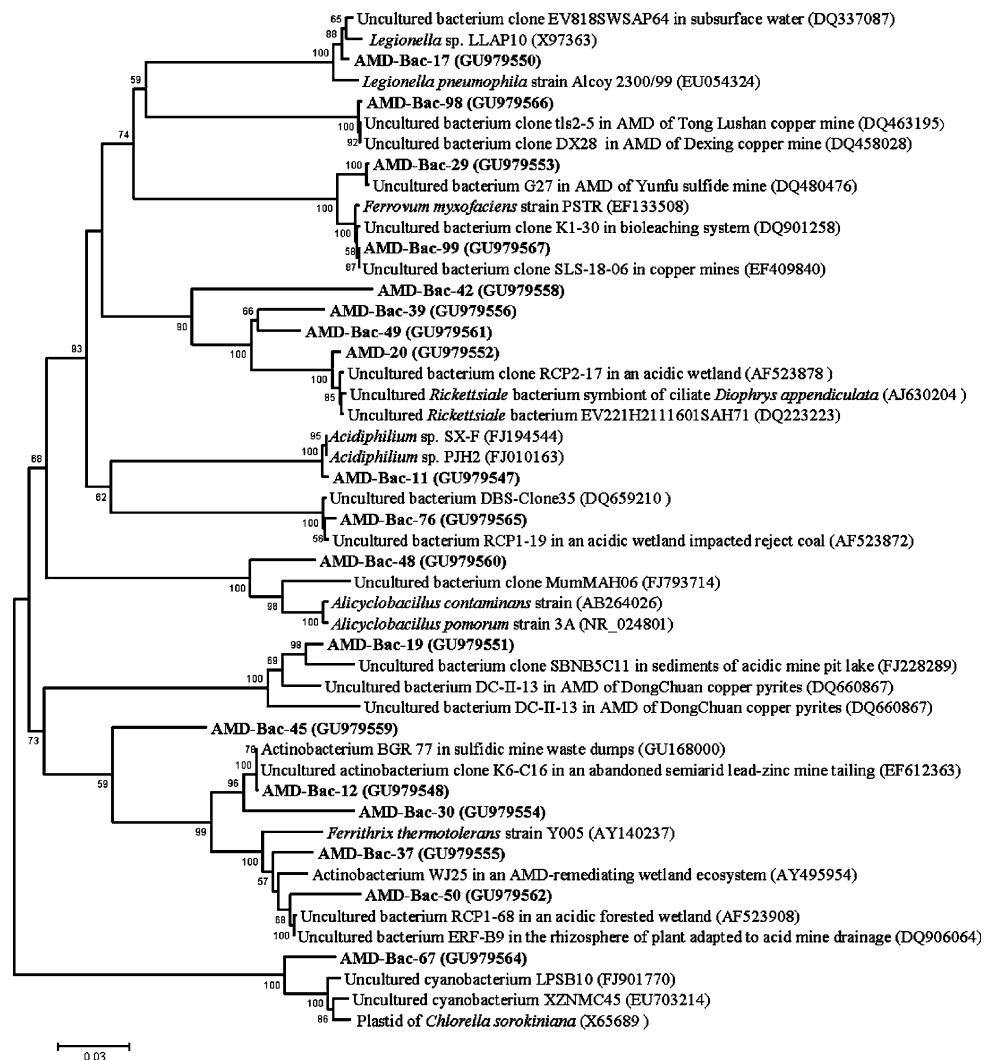 65
Uncultured bacterium clone EV818SWSAP64 in subsurface water (DQ337087)
88
Legionella sp. LLAP10 (X97363)
100
AMD-Bac-17 (GU979550)
Legionella pneumophila strain Alcoy 2300/99 (EU054324)
59
AMD-Bac-98 (GU979566)
100
Uncultured bacterium clone tls2-5 in AMD of Tong Lushan copper mine (DQ463195)
92
Uncultured bacterium clone DX28 in AMD of Dexing copper mine (DQ458028)
74
100
AMD-Bac-29 (GU979553)
Uncultured bacterium G27 in AMD of Yunfu sulfide mine (DQ480476)
100
Ferrovum myxofaciens strain PSTR (EF133508)
100
Uncultured bacterium clone K1-30 in bioleaching system (DQ901258)
58
AMD-Bac-99 (GU979567)
87
Uncultured bacterium clone SLS-18-06 in copper mines (EF409840)
AMD-Bac-42 (GU979558)
90
66
AMD-Bac-39 (GU979556)
AMD-Bac-49 (GU979561)
100
AMD-20 (GU979552)
100
Uncultured bacterium clone RCP2-17 in an acidic wetland (AF523878 )
85
Uncultured Rickettsiale bacterium symbiont of ciliate Diophrys appendiculata (AJ630204 )
Uncultured Rickettsiale bacterium EV221H2111601SAH71 (DQ223223)
93
95
Acidiphilium sp. SX-F (FJ194544)
100
Acidiphilium sp. PJH2 (FJ010163)
AMD-Bac-11 (GU979547)
62
Uncultured bacterium DBS-Clone35 (DQ659210 )
100
AMD-Bac-76 (GU979565)
56
Uncultured bacterium RCP1-19 in an acidic wetland impacted reject coal (AF523872)
68
AMD-Bac-48 (GU979560)
100
Uncultured bacterium clone MumMAH06 (FJ793714)
98
Alicyclobacillus contaminans strain (AB264026)
100
Alicyclobacillus pomorum strain 3A (NR_024801)
98
AMD-Bac-19 (GU979551)
69
Uncultured bacterium clone SBNB5C11 in sediments of acidic mine pit lake (FJ228289)
100
Uncultured bacterium DC-II-13 in AMD of DongChuan copper pyrites (DQ660867)
Uncultured bacterium DC-II-13 in AMD of DongChuan copper pyrites (DQ660867)
73
AMD-Bac-45 (GU979559)
59
76
Actinobacterium BGR 77 in sulfidic mine waste dumps (GU168000)
100
Uncultured actinobacterium clone K6-C16 in an abandoned semiarid lead-zinc mine tailing (EF612363)
96
AMD-Bac-12 (GU979548)
AMD-Bac-30 (GU979554)
99
Ferrithrix thermotolerans strain Y005 (AY140237)
100
AMD-Bac-37 (GU979555)
57
Actinobacterium WJ25 in an AMD-remediating wetland ecosystem (AY495954)
AMD-Bac-50 (GU979562)
68
Uncultured bacterium RCP1-68 in an acidic forested wetland (AF523908)
100
Uncultured bacterium ERF-B9 in the rhizosphere of plant adapted to acid mine drainage (DQ906064)
AMD-Bac-67 (GU979564)
100
Uncultured cyanobacterium LPSB10 (FJ901770)
100
Uncultured cyanobacterium XZNMC45 (EU703214)
86
Plastid of Chlorella sorokiniana (X65689 )
0.03